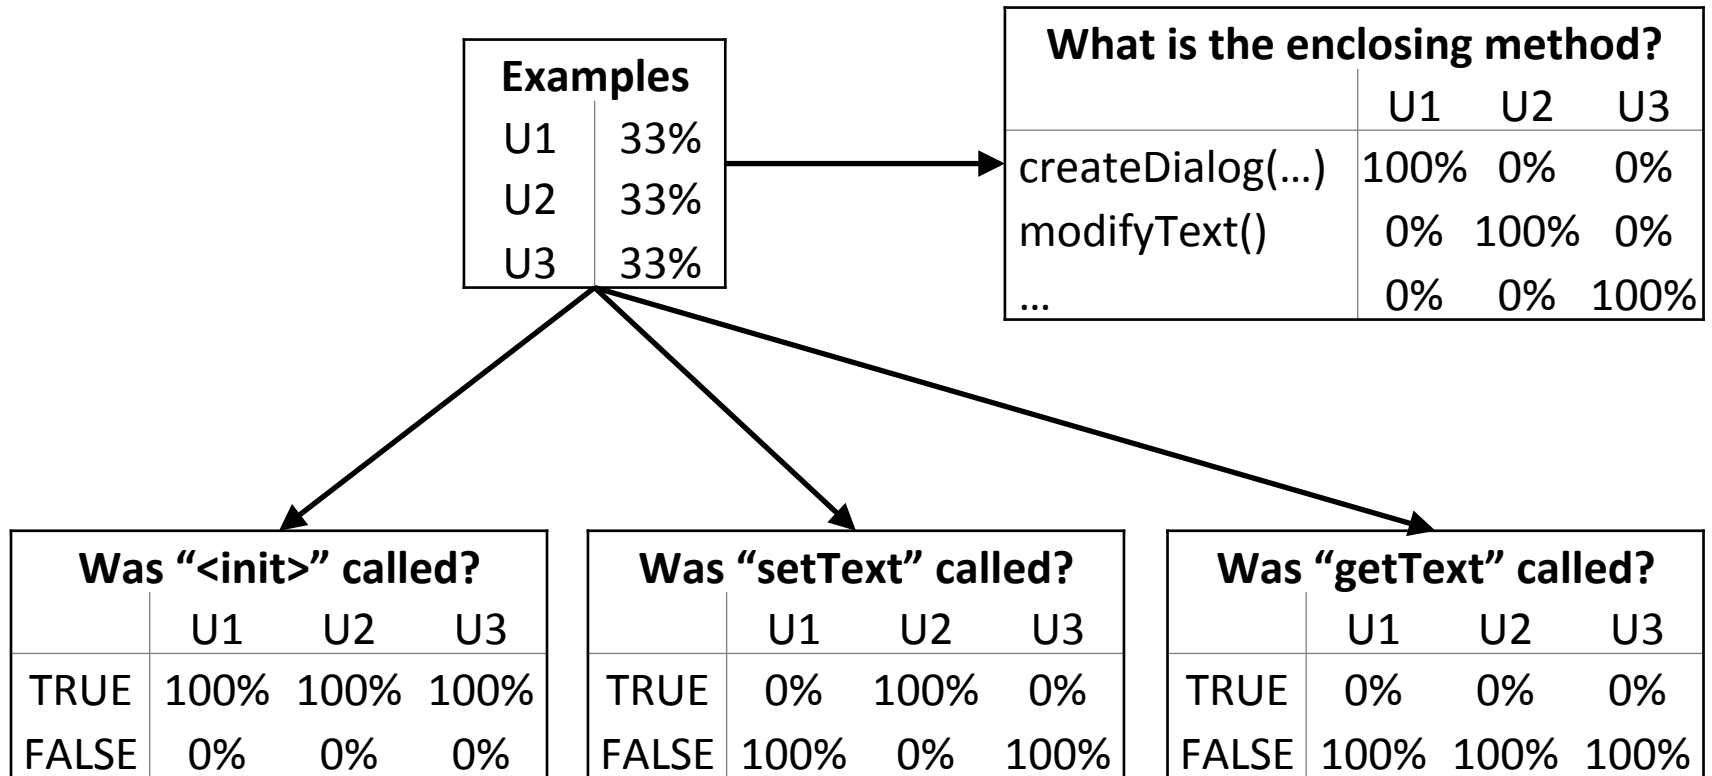 Examples
U1 33%
U2 33%
U3 33%
What is the enclosing method?
U1 U2 U3
createDialog(…) 100% 0% 0%
modifyText() 0% 100% 0%
… 0% 0% 100%
Was “<init>” called?
U1 U2 U3
TRUE 100% 100% 100%
FALSE 0% 0% 0%
Was “setText” called?
U1 U2 U3
TRUE 0% 100% 0%
FALSE 100% 0% 100%
Was “getText” called?
U1 U2 U3
TRUE 0% 0% 0%
FALSE 100% 100% 100%